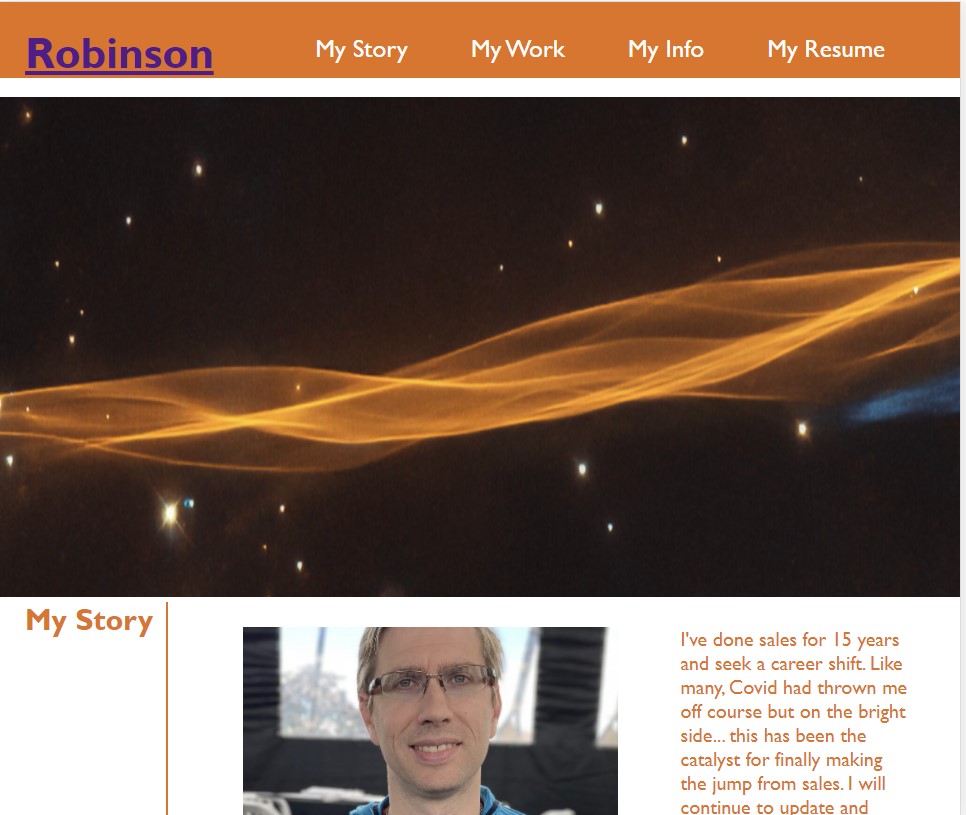 Robinson
My Story
My Work
My Info
My Resume
My Story
I've done sales for 15 years
and seek a career shift. Like
many, Covid had thrown me
off course but on the bright
side... this has been the
catalyst for finally making
the jump from sales. I will
continue to update and